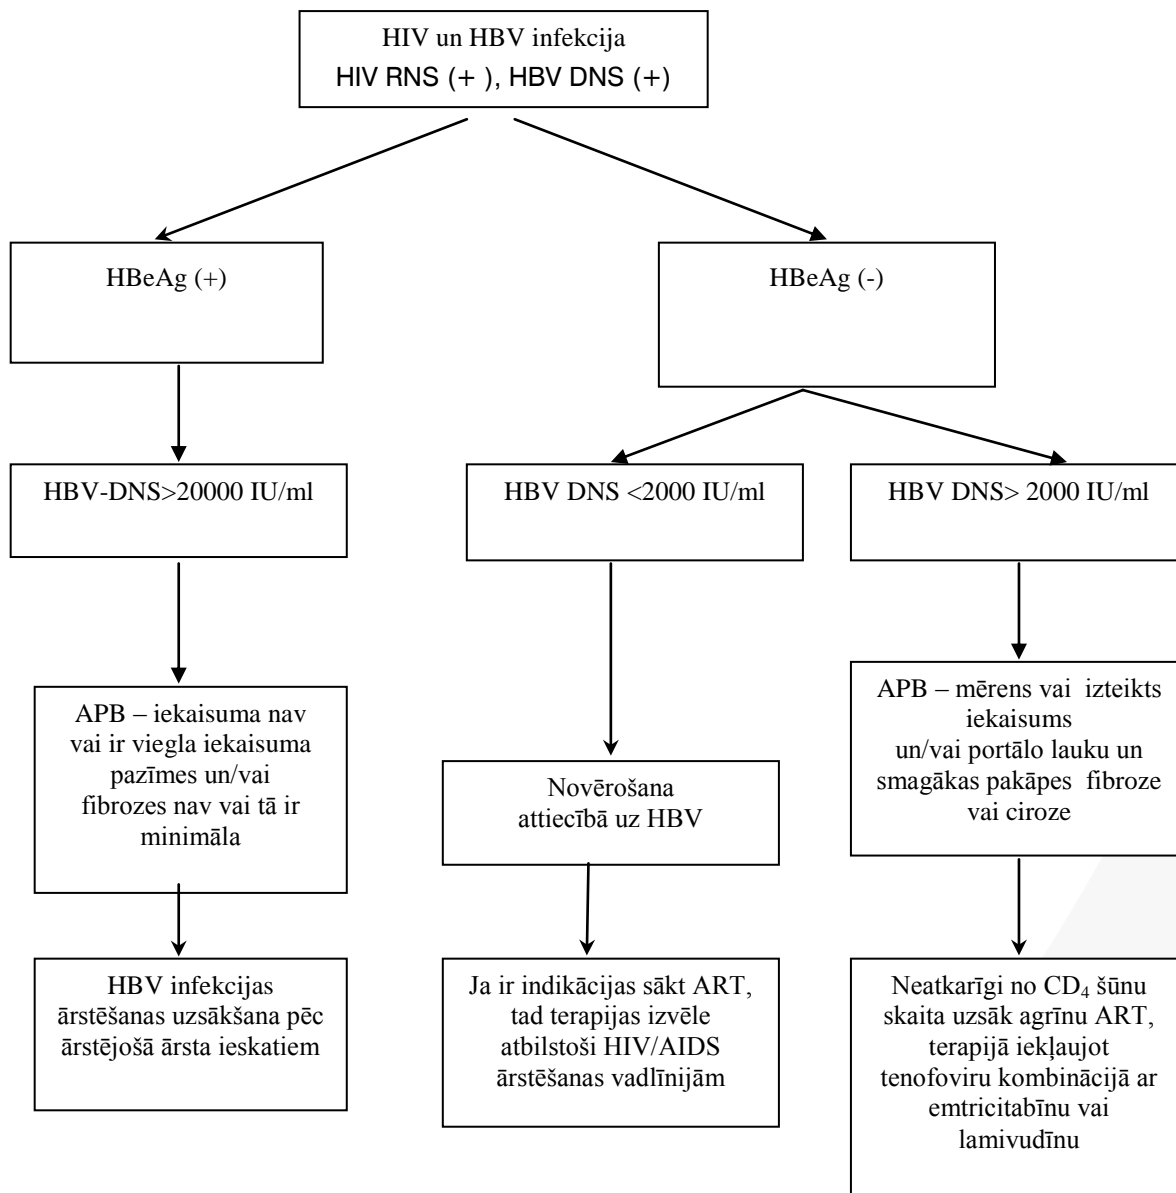 HIV un HBV infekcija
HIV RNS (+ ), HBV DNS (+)
HBeAg (+)
HBeAg (-)
HBV-DNS>20000 IU/ml
HBV DNS <2000 IU/ml
HBV DNS> 2000 IU/ml
APB – iekaisuma nav
vai ir viegla iekaisuma
pazīmes un/vai
fibrozes nav vai tā ir
minimāla
Novērošana
attiecībā uz HBV
APB – mērens vai  izteikts
iekaisums
un/vai portālo lauku un
smagākas pakāpes  fibroze
vai ciroze
HBV infekcijas
ārstēšanas uzsākšana pēc
ārstējošā ārsta ieskatiem
Ja ir indikācijas sākt ART,
tad terapijas izvēle
atbilstoši HIV/AIDS
ārstēšanas vadlīnijām
Neatkarīgi no CD₄ šūnu
skaita uzsāk agrīnu ART,
terapijā iekļaujot
tenofoviru kombinācijā ar
emtricitabīnu vai
lamivudīnu